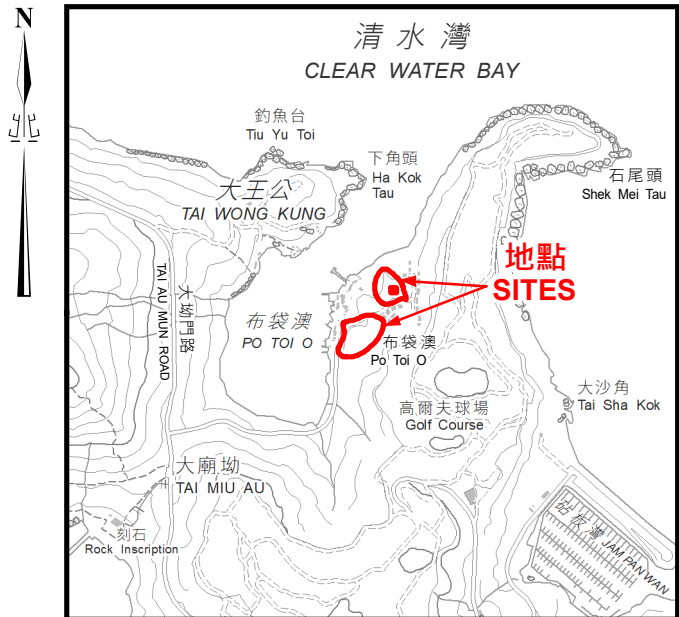 N
北
清水灣
CLEAR WATER BAY
釣魚台
Tiu Yu Toi
下角頭
Ha Kok
Tau
石尾頭
Shek Mei Tau
大王公
TAI WONG KUNG
地點
SITES
大坳門路
TAI AU MUN ROAD
布袋澳
PO TOI O
布袋澳
Po Toi O
大沙角
Tai Sha Kok
高爾夫球場
Golf Course
大廟坳
TAI MIU AU
刻石
Rock Inscription
砧板灣 JAM PAN WAN